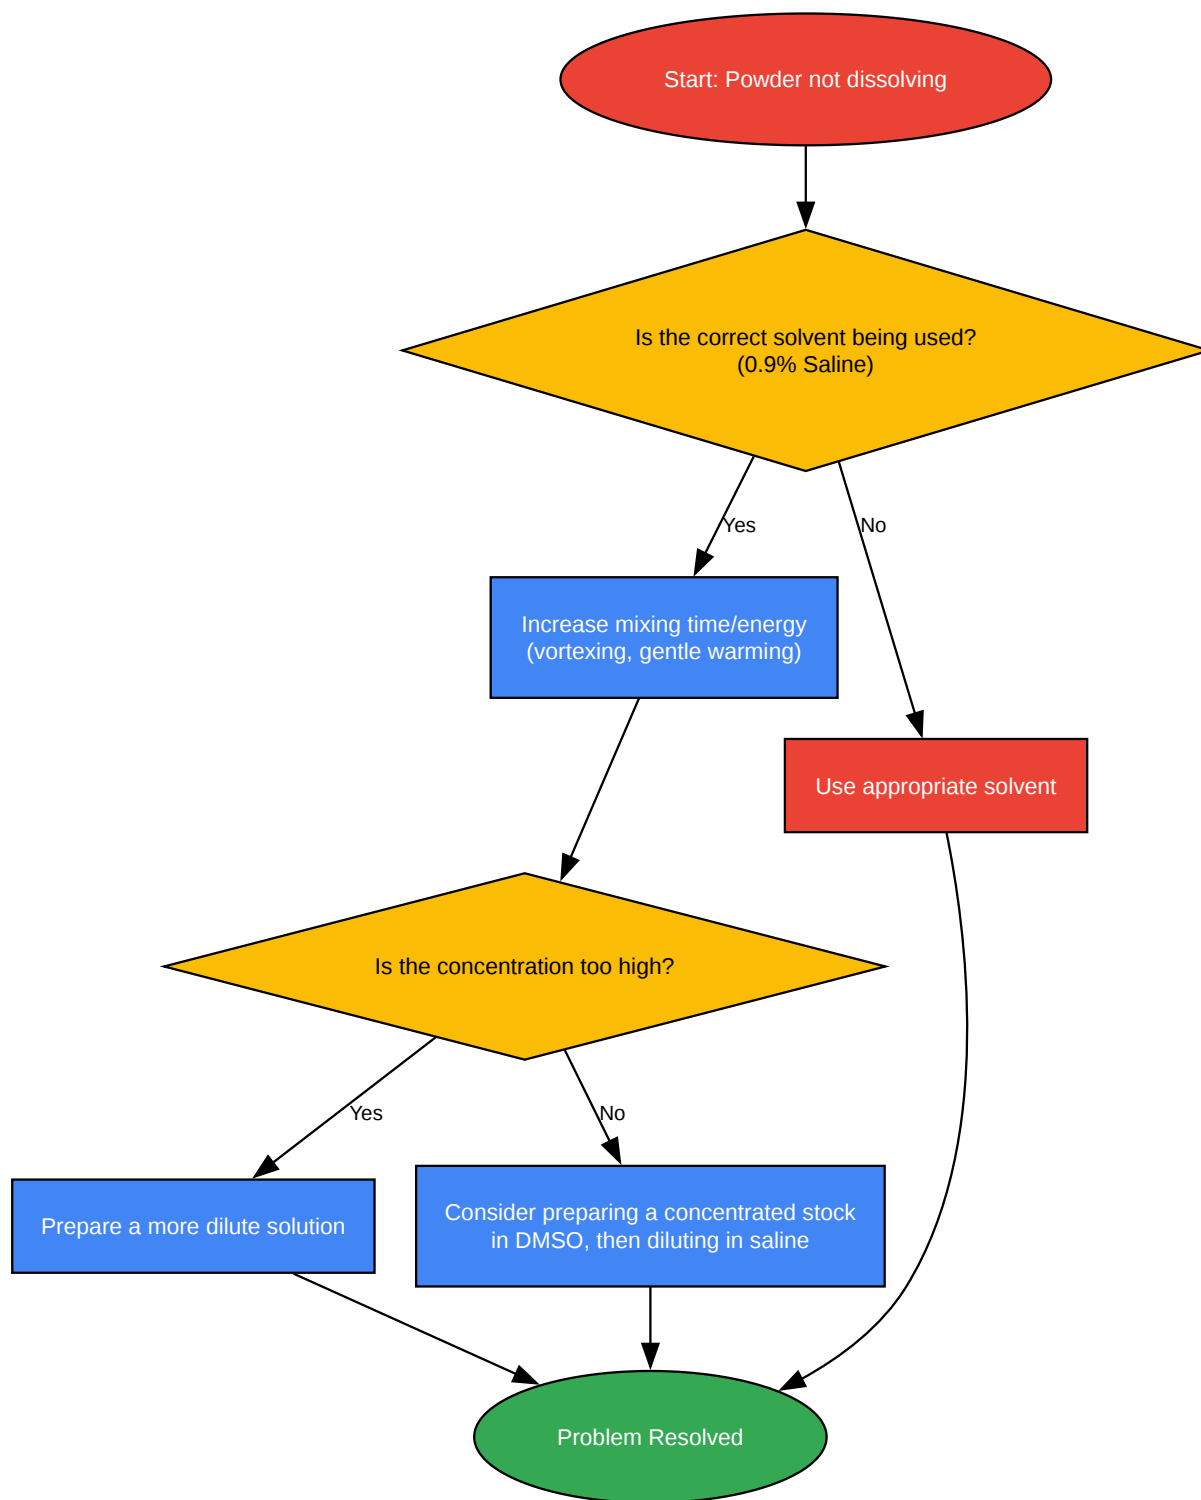 Start: Powder not dissolving
Is the correct solvent being used?
(0.9% Saline)
Yes
No
Increase mixing time/energy
(vortexing, gentle warming)
Use appropriate solvent
Is the concentration too high?
Yes
No
Prepare a more dilute solution
Consider preparing a concentrated stock
in DMSO, then diluting in saline
Problem Resolved